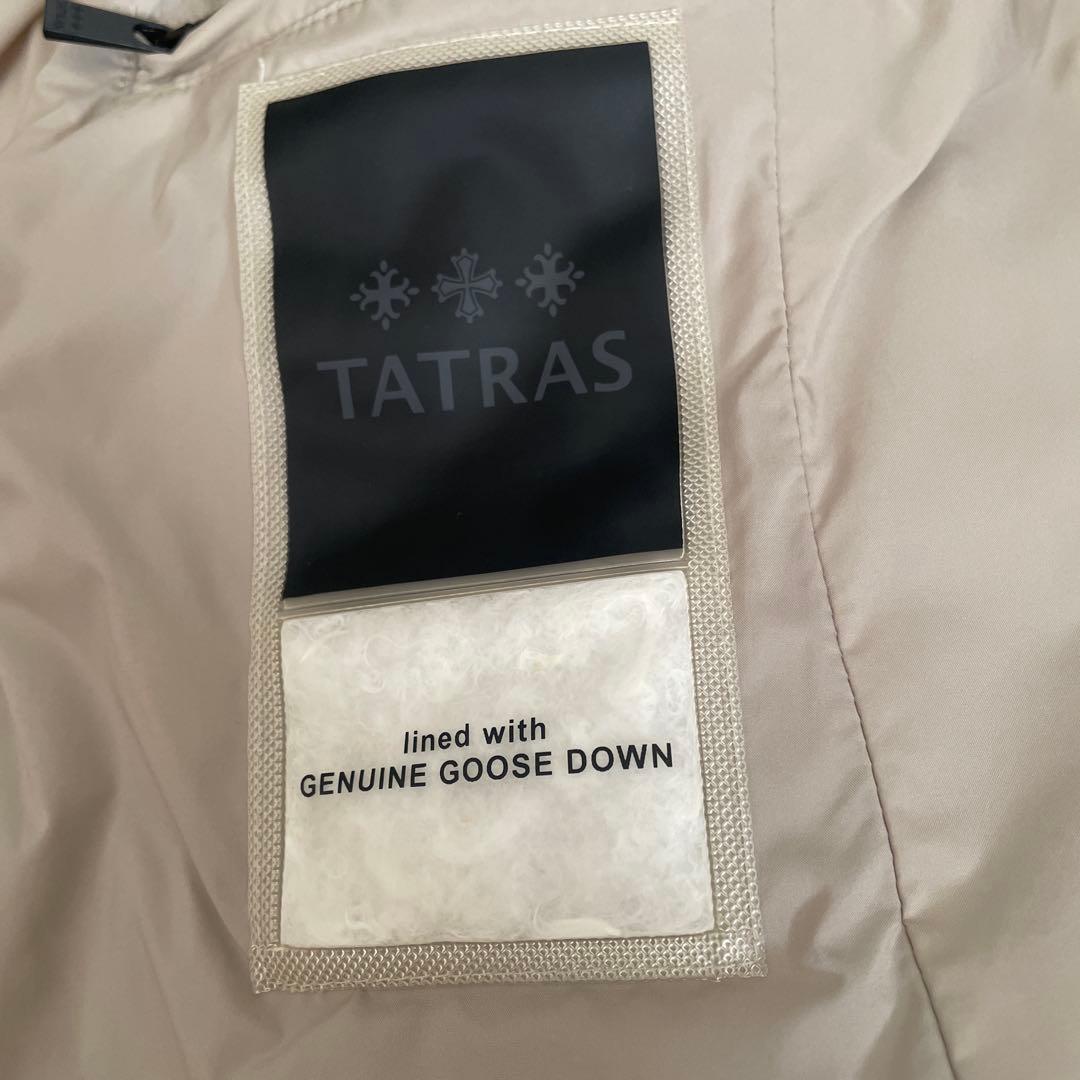 TATRAS
lined with
GENUINE GOOSE DOWN